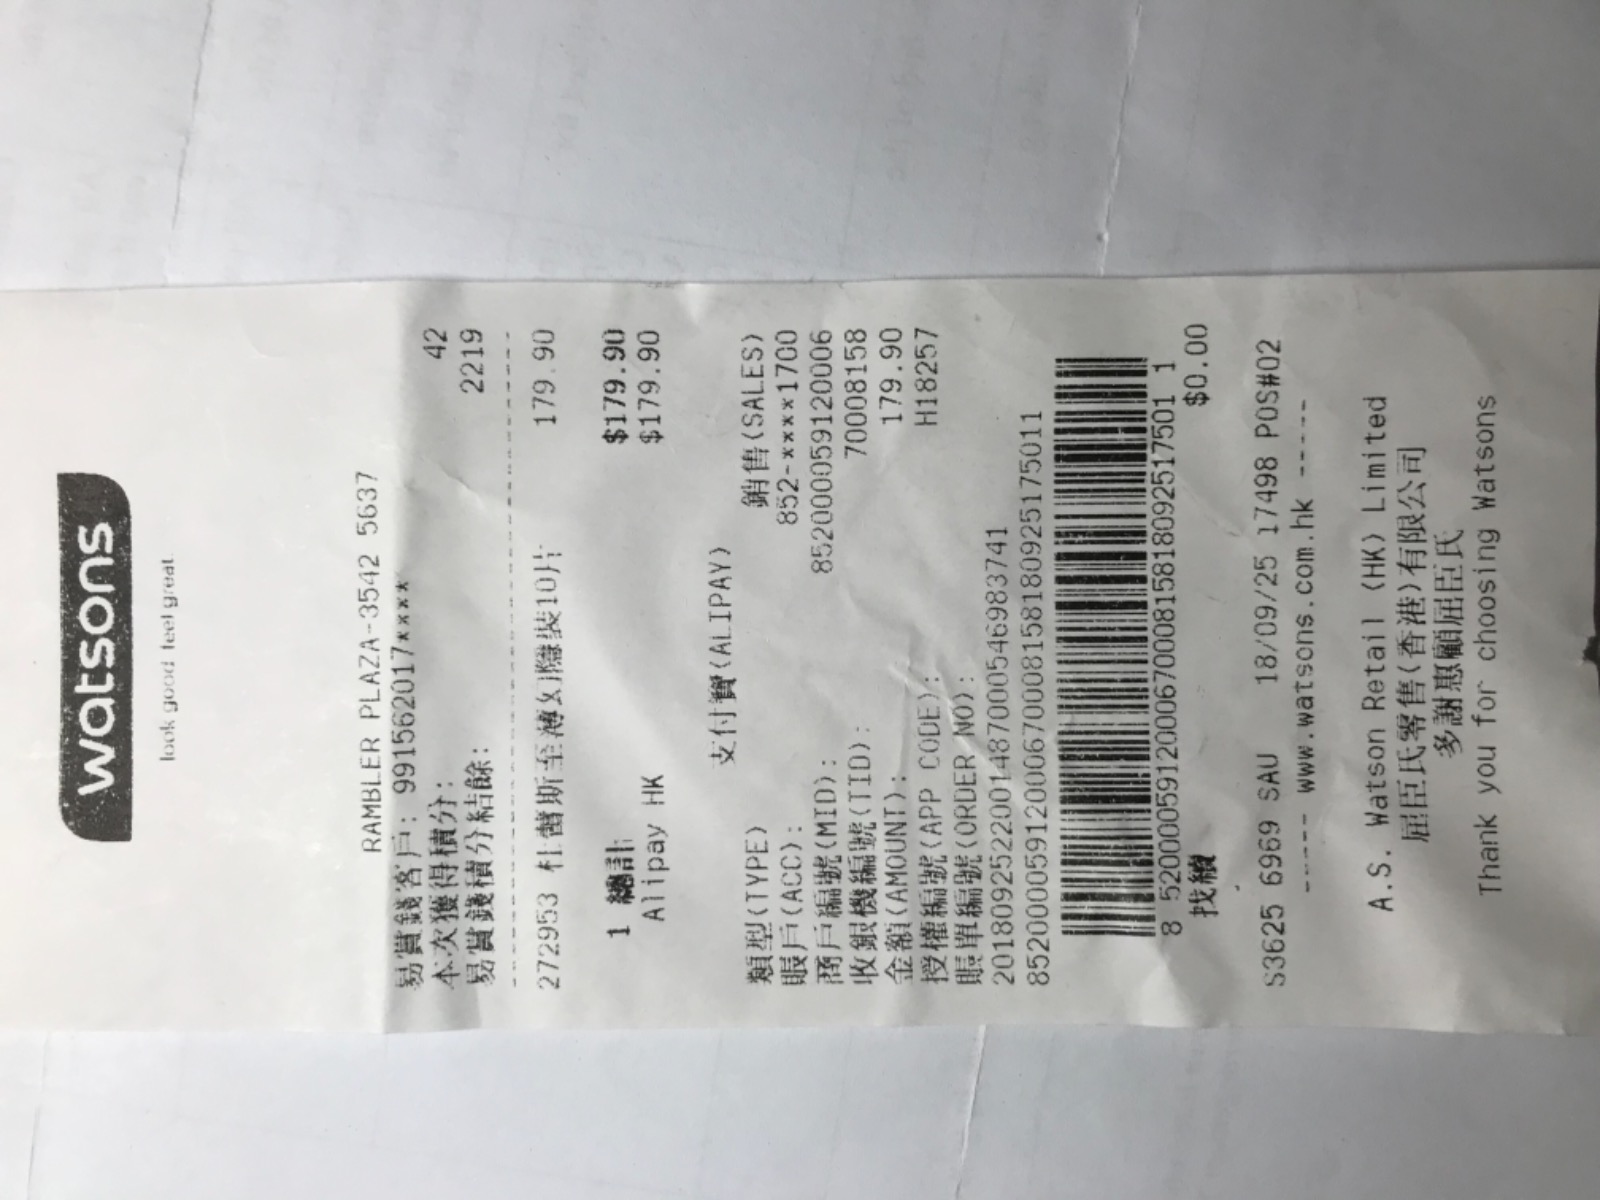 watsons
look good feel great
RAMBLER PLAZA-3542 5637
易賞錢客戶: 991562017*****
本次獲得積分: 42
易賞錢積分結餘: 2219
272953 杜蕾斯至薄幻隱裝10片 179.90
1 總計 $179.90
Alipay HK $179.90
支付寶(ALIPAY)
類型(TYPE) 銷售(SALES)
賬戶(ACC): 852-*****1700
商戶編號(MID): 852000059120006
收銀機編號(TID): 70008158
金額(AMOUNT): 179.90
授權編號(APP CODE): H18257
賬單編號(ORDER NO):
2018092522001487000546983741
85200005912000670008158180925175011
8 52000059120006700081581809251750​1 1
找續 $0.00
S3625 6969 SAU 18/09/25 17498 POS#02
----- www.watsons.com.hk -----
A.S. Watson Retail (HK) Limited
屈臣氏零售(香港)有限公司
多謝惠顧屈臣氏
Thank you for choosing Watsons